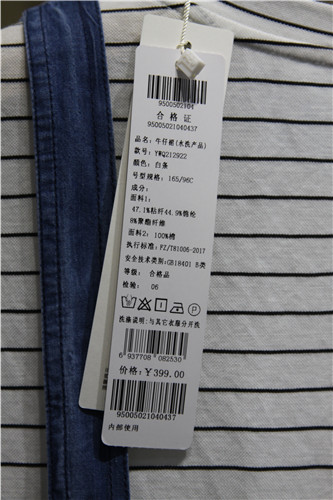 9500502104
合格证
95005021040437
品名: 牛仔裙(水洗产品)
款号: YWQ212922
颜色: 白条
号型规格: 165/96C
成分:
面料1:
47.1%粘纤44.9%锦纶
8%聚酯纤维
面料2: 100%棉
执行标准: FZ/T81006-2017
安全技术类别:GB18401 B类
等级: 合格品
检验: 06
洗涤说明:与其它衣服分开洗
6 937708 082530
价格: ¥399.00
95005021040437
内部使用